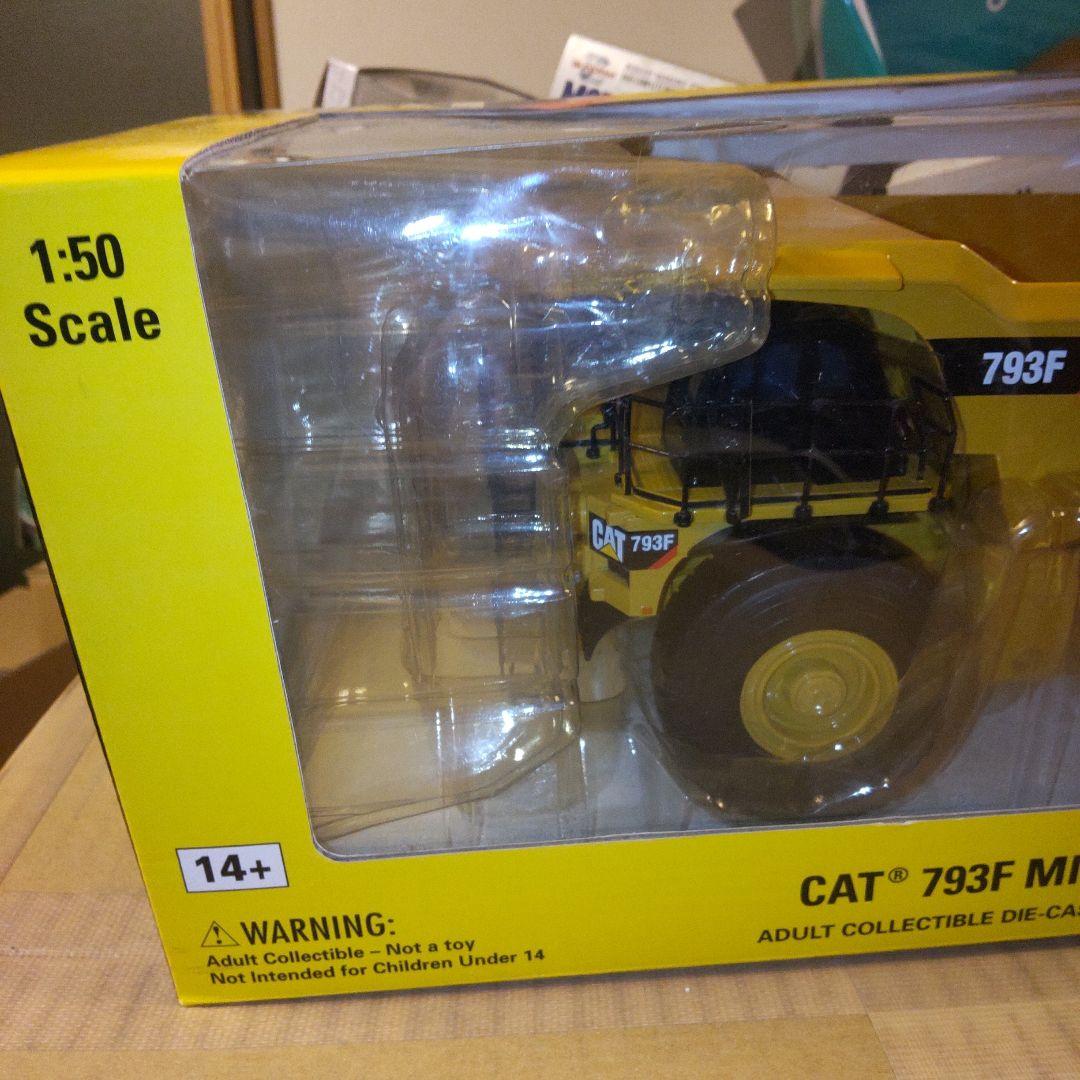 1:50
Scale
793F
CAT 793F
14+
CAT® 793F MI
ADULT COLLECTIBLE DIE-CA
WARNING:
Adult Collectible – Not a toy
Not Intended for Children Under 14